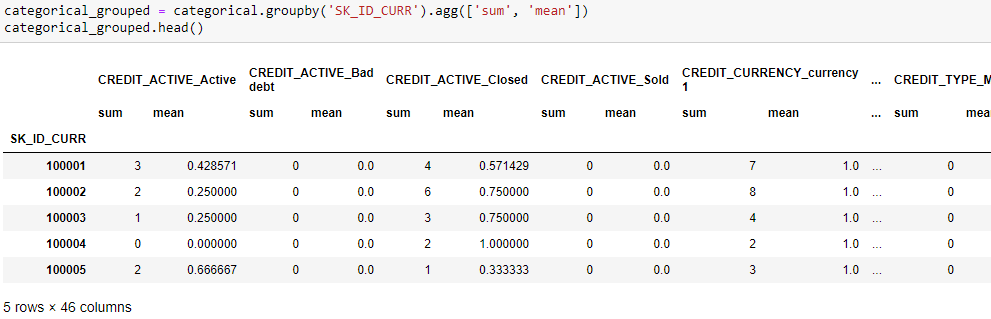 categorical_grouped = categorical.groupby('SK_ID_CURR').agg(['sum', 'mean'])
categorical_grouped.head()
CREDIT_ACTIVE_Active CREDIT_ACTIVE_Bad debt CREDIT_ACTIVE_Closed CREDIT_ACTIVE_Sold CREDIT_CURRENCY_currency 1 ... CREDIT_TYPE_M
sum mean sum mean sum mean sum mean sum mean ... sum mea
SK_ID_CURR
100001 3 0.428571 0 0.0 4 0.571429 0 0.0 7 1.0 ... 0
100002 2 0.250000 0 0.0 6 0.750000 0 0.0 8 1.0 ... 0
100003 1 0.250000 0 0.0 3 0.750000 0 0.0 4 1.0 ... 0
100004 0 0.000000 0 0.0 2 1.000000 0 0.0 2 1.0 ... 0
100005 2 0.666667 0 0.0 1 0.333333 0 0.0 3 1.0 ... 0
5 rows × 46 columns